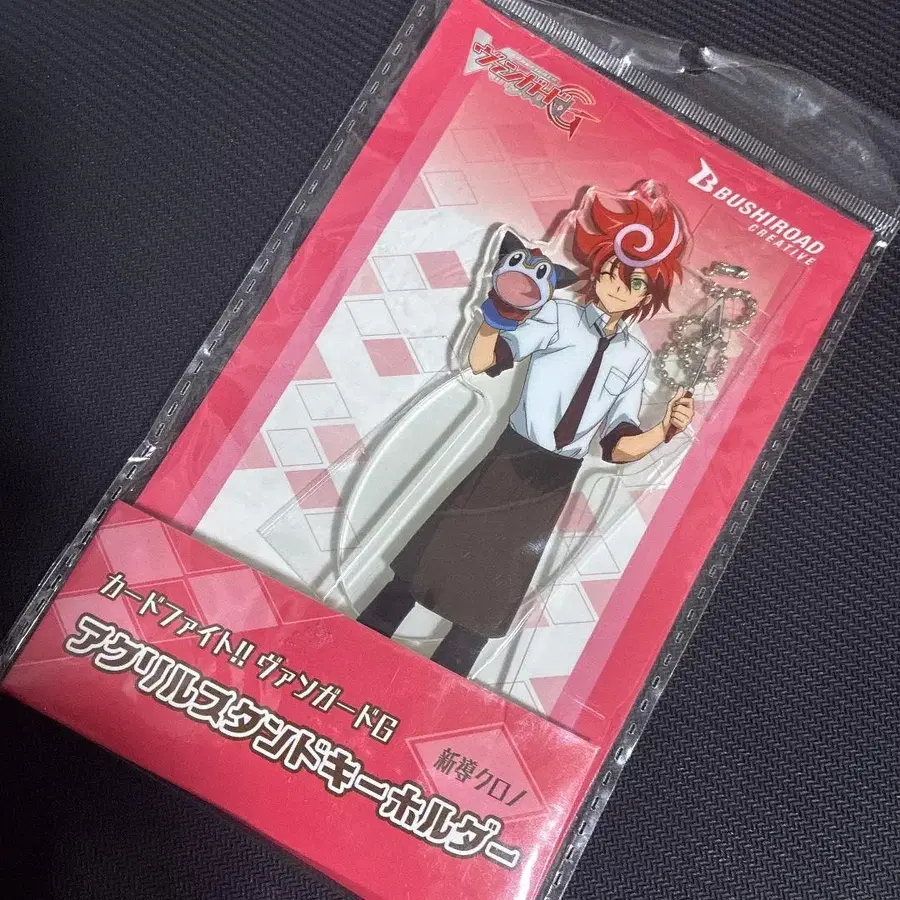 ヴァンガードG
BUSHIROAD
CREATIVE
カードファイト!! ヴァンガードG
アクリルスタンドキーホルダー
新導クロノ